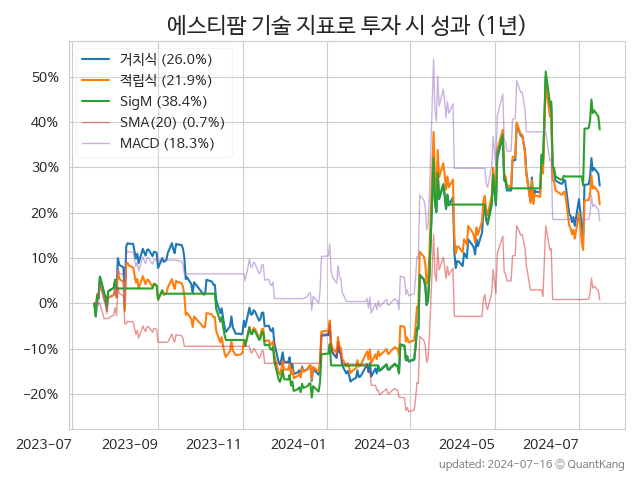 에스티팜 기술 지표로 투자 시 성과 (1년)
거치식 (26.0%)
적립식 (21.9%)
SigM (38.4%)
SMA(20) (0.7%)
MACD (18.3%)
50%
40%
30%
20%
10%
0%
−10%
−20%
2023-07 2023-09 2023-11 2024-01 2024-03 2024-05 2024-07
updated: 2024-07-16 © QuantKang